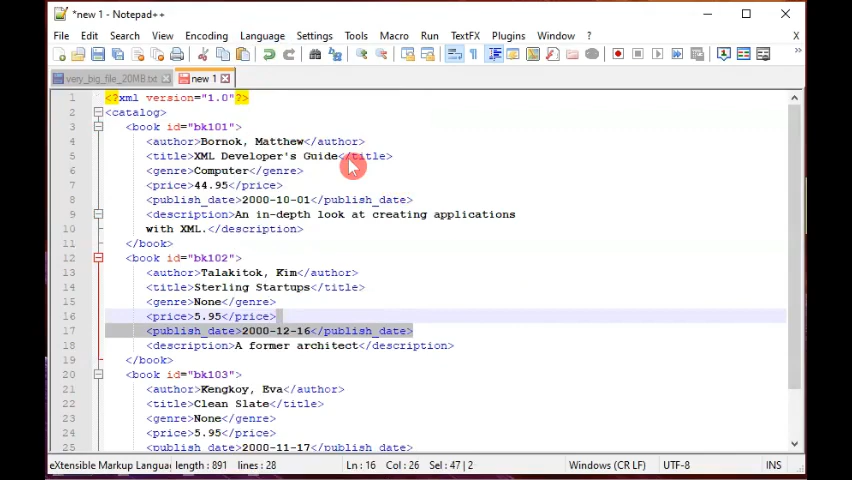 *new 1 - Notepad++
File Edit Search View Encoding Language Settings Tools Macro Run TextFX Plugins Window ?
very_big_file_20MB.txt new 1
1 <?xml version="1.0"?>
2 <catalog>
3 <book id="bk101">
4 <author>Bornok, Matthew</author>
5 <title>XML Developer's Guide</title>
6 <genre>Computer</genre>
7 <price>44.95</price>
8 <publish_date>2000-10-01</publish_date>
9 <description>An in-depth look at creating applications
10 with XML.</description>
11 </book>
12 <book id="bk102">
13 <author>Talakitok, Kim</author>
14 <title>Sterling Startups</title>
15 <genre>None</genre>
16 <price>5.95</price>
17 <publish_date>2000-12-16</publish_date>
18 <description>A former architect</description>
19 </book>
20 <book id="bk103">
21 <author>Kengkoy, Eva</author>
22 <title>Clean Slate</title>
23 <genre>None</genre>
24 <price>5.95</price>
25 <publish_date>2000-11-17</publish_date>
eXtensible Markup Languag length : 891 lines : 28 Ln : 16 Col : 26 Sel : 47 | 2 Windows (CR LF) UTF-8 INS